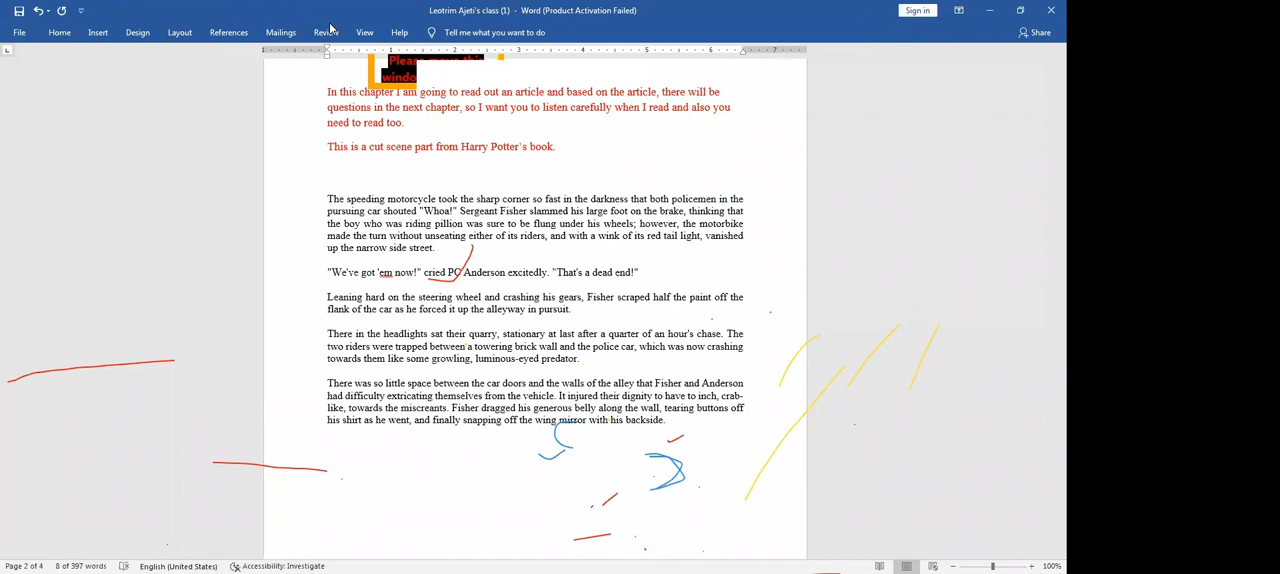 Leotrim Ajeti's class (1) - Word (Product Activation Failed)
Sign in
File Home Insert Design Layout References Mailings Review View Help Tell me what you want to do Share
1 1 2 3 4 5 6 7
Please move this
windo
In this chapter I am going to read out an article and based on the article, there will be
questions in the next chapter, so I want you to listen carefully when I read and also you
need to read too.
This is a cut scene part from Harry Potter's book.
The speeding motorcycle took the sharp corner so fast in the darkness that both policemen in the
pursuing car shouted "Whoa!" Sergeant Fisher slammed his large foot on the brake, thinking that
the boy who was riding pillion was sure to be flung under his wheels; however, the motorbike
made the turn without unseating either of its riders, and with a wink of its red tail light, vanished
up the narrow side street.
"We've got 'em now!" cried PC Anderson excitedly. "That's a dead end!"
Leaning hard on the steering wheel and crashing his gears, Fisher scraped half the paint off the
flank of the car as he forced it up the alleyway in pursuit.
There in the headlights sat their quarry, stationary at last after a quarter of an hour's chase. The
two riders were trapped between a towering brick wall and the police car, which was now crashing
towards them like some growling, luminous-eyed predator.
There was so little space between the car doors and the walls of the alley that Fisher and Anderson
had difficulty extricating themselves from the vehicle. It injured their dignity to have to inch, crab-
like, towards the miscreants. Fisher dragged his generous belly along the wall, tearing buttons off
his shirt as he went, and finally snapping off the wing mirror with his backside.
Page 2 of 4 8 of 397 words English (United States) Accessibility: Investigate 100%